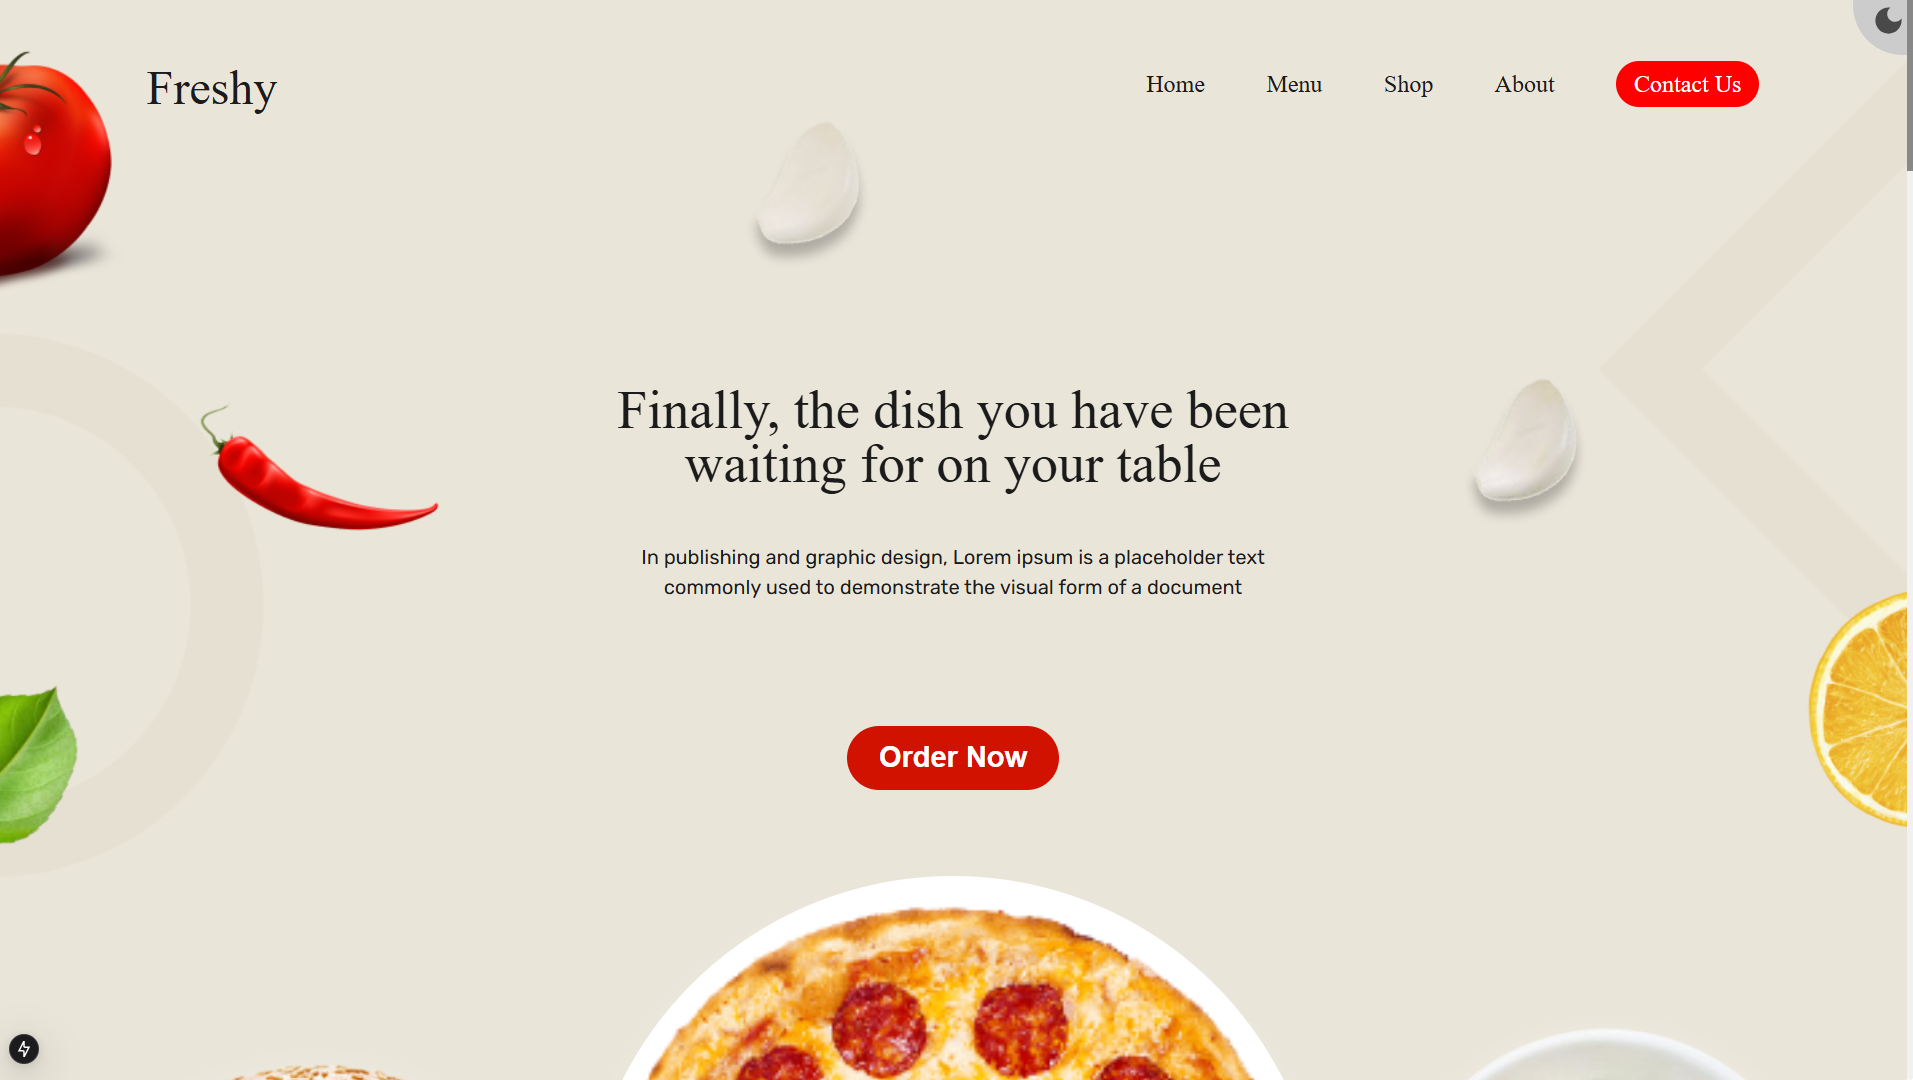 Freshy
Home Menu Shop About Contact Us
Finally, the dish you have been
waiting for on your table
In publishing and graphic design, Lorem ipsum is a placeholder text
commonly used to demonstrate the visual form of a document
Order Now